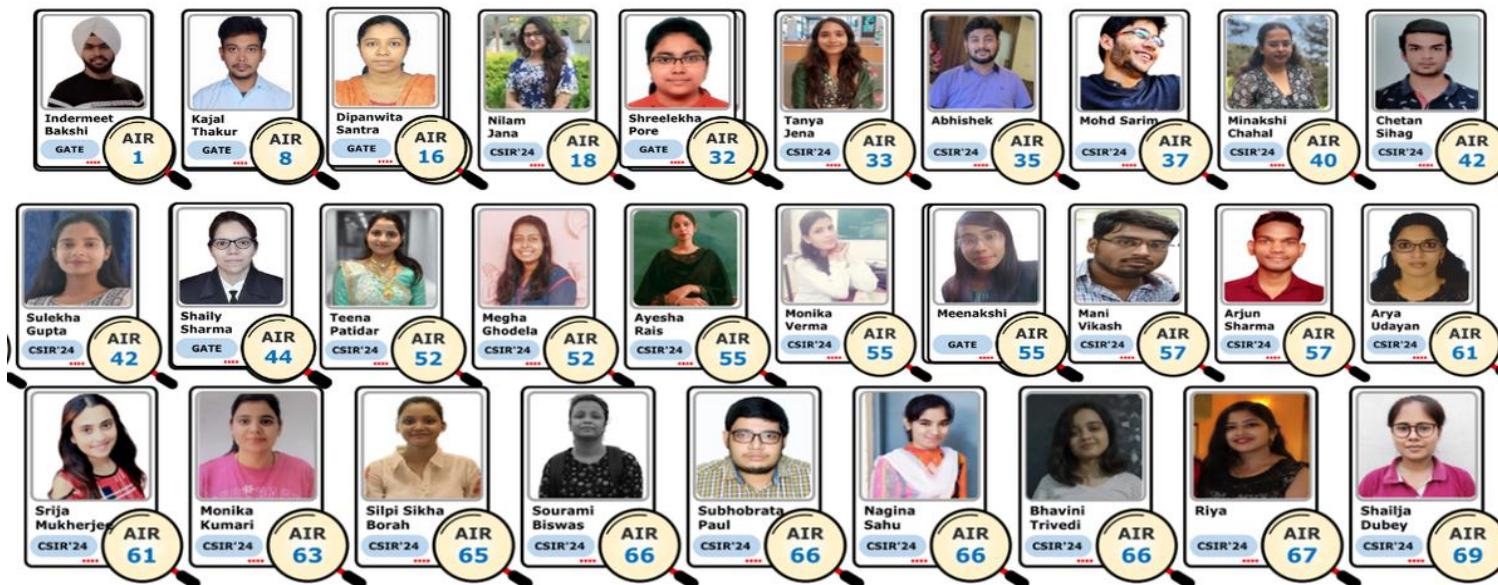 Indermeet
Bakshi
GATE
AIR
1
Kajal
Thakur
GATE
AIR
8
Dipanwita
Santra
GATE
AIR
16
Nilam
Jana
CSIR'24
AIR
18
Shreelekha
Pore
GATE
AIR
32
Tanya
Jena
CSIR'24
AIR
33
Abhishek
CSIR'24
AIR
35
Mohd Sarim
CSIR'24
AIR
37
Minakshi
Chahal
CSIR'24
AIR
40
Chetan
Sihag
CSIR'24
AIR
42
Sulekha
Gupta
CSIR'24
AIR
42
Shaily
Sharma
GATE
AIR
44
Teena
Patidar
CSIR'24
AIR
52
Megha
Ghodela
CSIR'24
AIR
52
Ayesha
Rais
CSIR'24
AIR
55
Monika
Verma
CSIR'24
AIR
55
Meenakshi
GATE
AIR
55
Mani
Vikash
CSIR'24
AIR
57
Arjun
Sharma
CSIR'24
AIR
57
Arya
Udayan
CSIR'24
AIR
61
Srija
Mukherjee
CSIR'24
AIR
61
Monika
Kumari
CSIR'24
AIR
63
Silpi Sikha
Borah
CSIR'24
AIR
65
Sourami
Biswas
CSIR'24
AIR
66
Subhobrata
Paul
CSIR'24
AIR
66
Nagina
Sahu
CSIR'24
AIR
66
Bhavini
Trivedi
CSIR'24
AIR
66
Riya
CSIR'24
AIR
67
Shailja
Dubey
CSIR'24
AIR
69